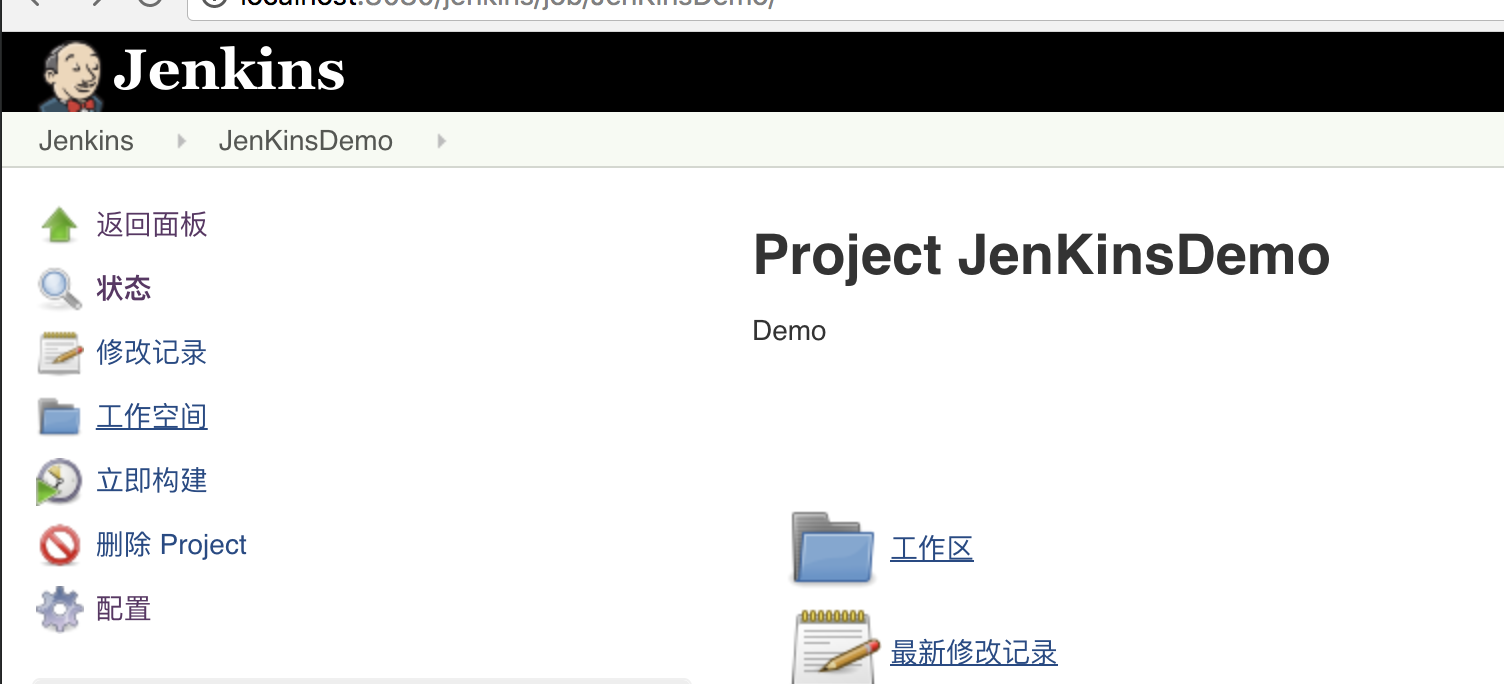 localhost:8080/jenkins/job/JenKinsDemo/
Jenkins
Jenkins JenKinsDemo
返回面板
状态
修改记录
工作空间
立即构建
删除 Project
配置
Project JenKinsDemo
Demo
工作区
最新修改记录